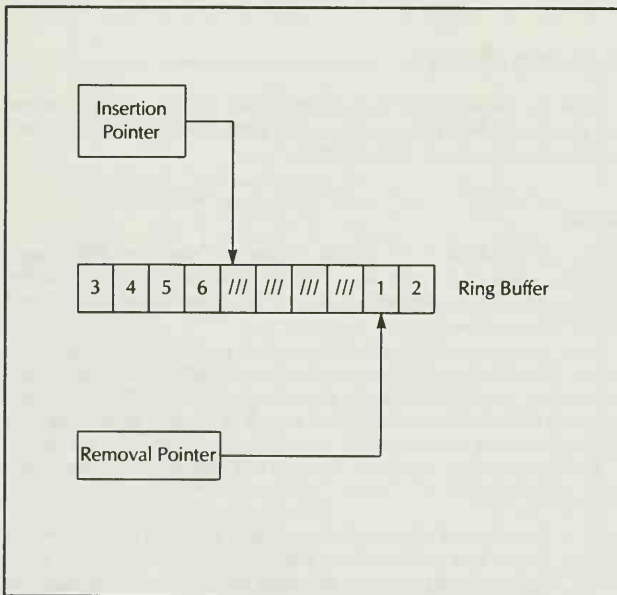 Insertion
Pointer
3 4 5 6 /// /// /// /// 1 2 Ring Buffer
Removal Pointer